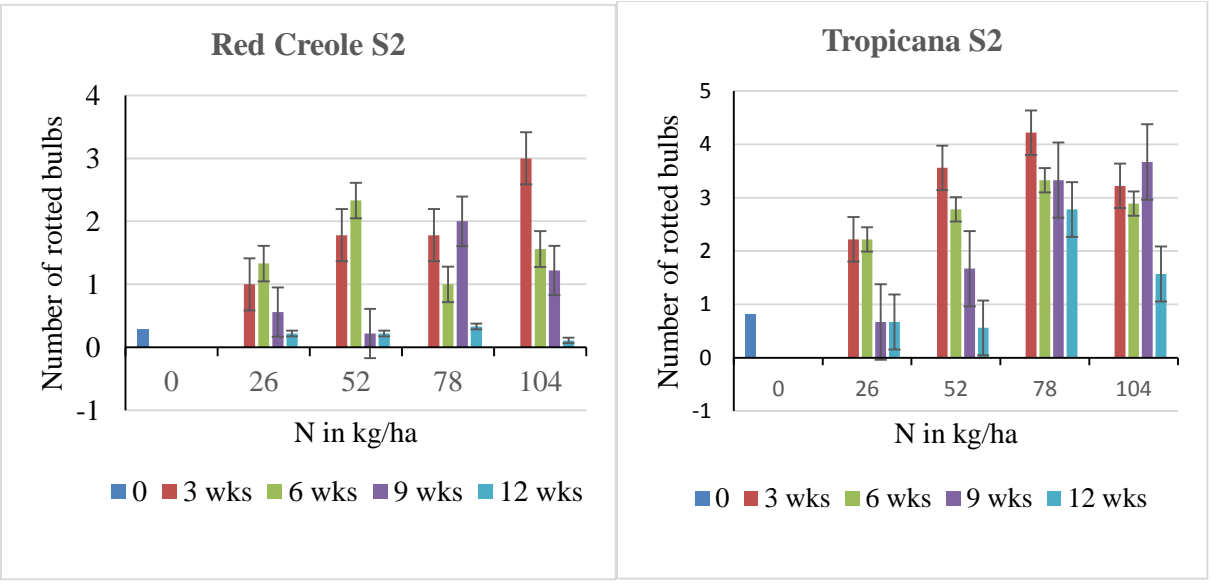 Red Creole S2
Number of rotted bulbs
4
3
2
1
0
-1
0 26 52 78 104
N in kg/ha
0 3 wks 6 wks 9 wks 12 wks
Tropicana S2
Number of rotted bulbs
5
4
3
2
1
0
-1
0 26 52 78 104
N in kg/ha
0 3 wks 6 wks 9 wks 12 wks